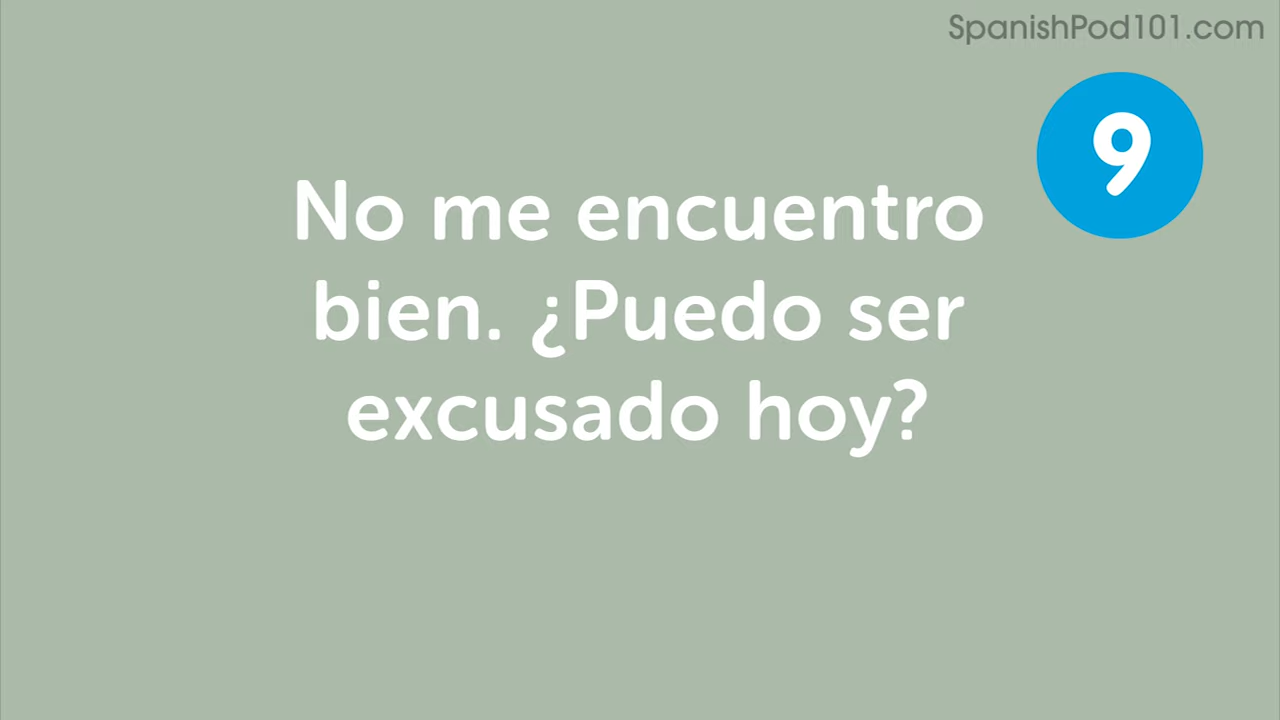 SpanishPod101.com
9
No me encuentro
bien. ¿Puedo ser
excusado hoy?